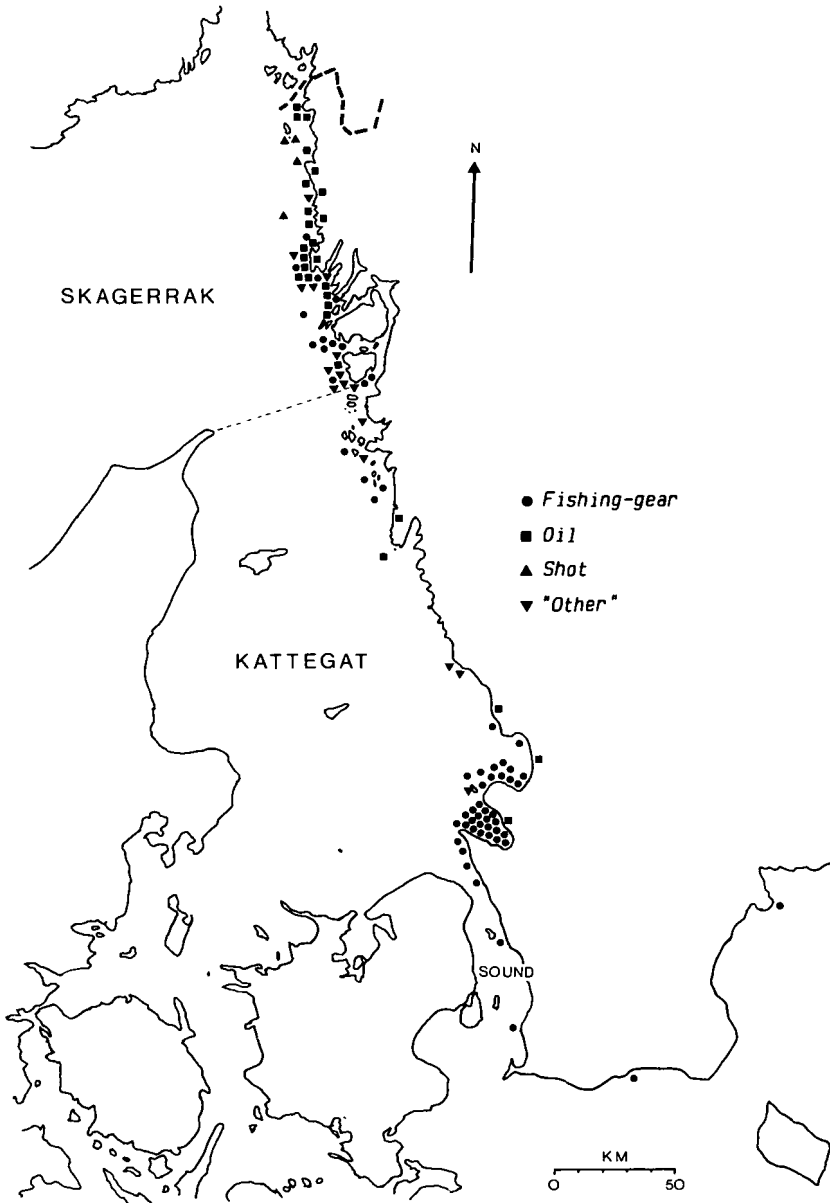 N
SKAGERRAK
Fishing-gear
Oil
Shot
"Other"
KATTEGAT
SOUND
KM
0 50